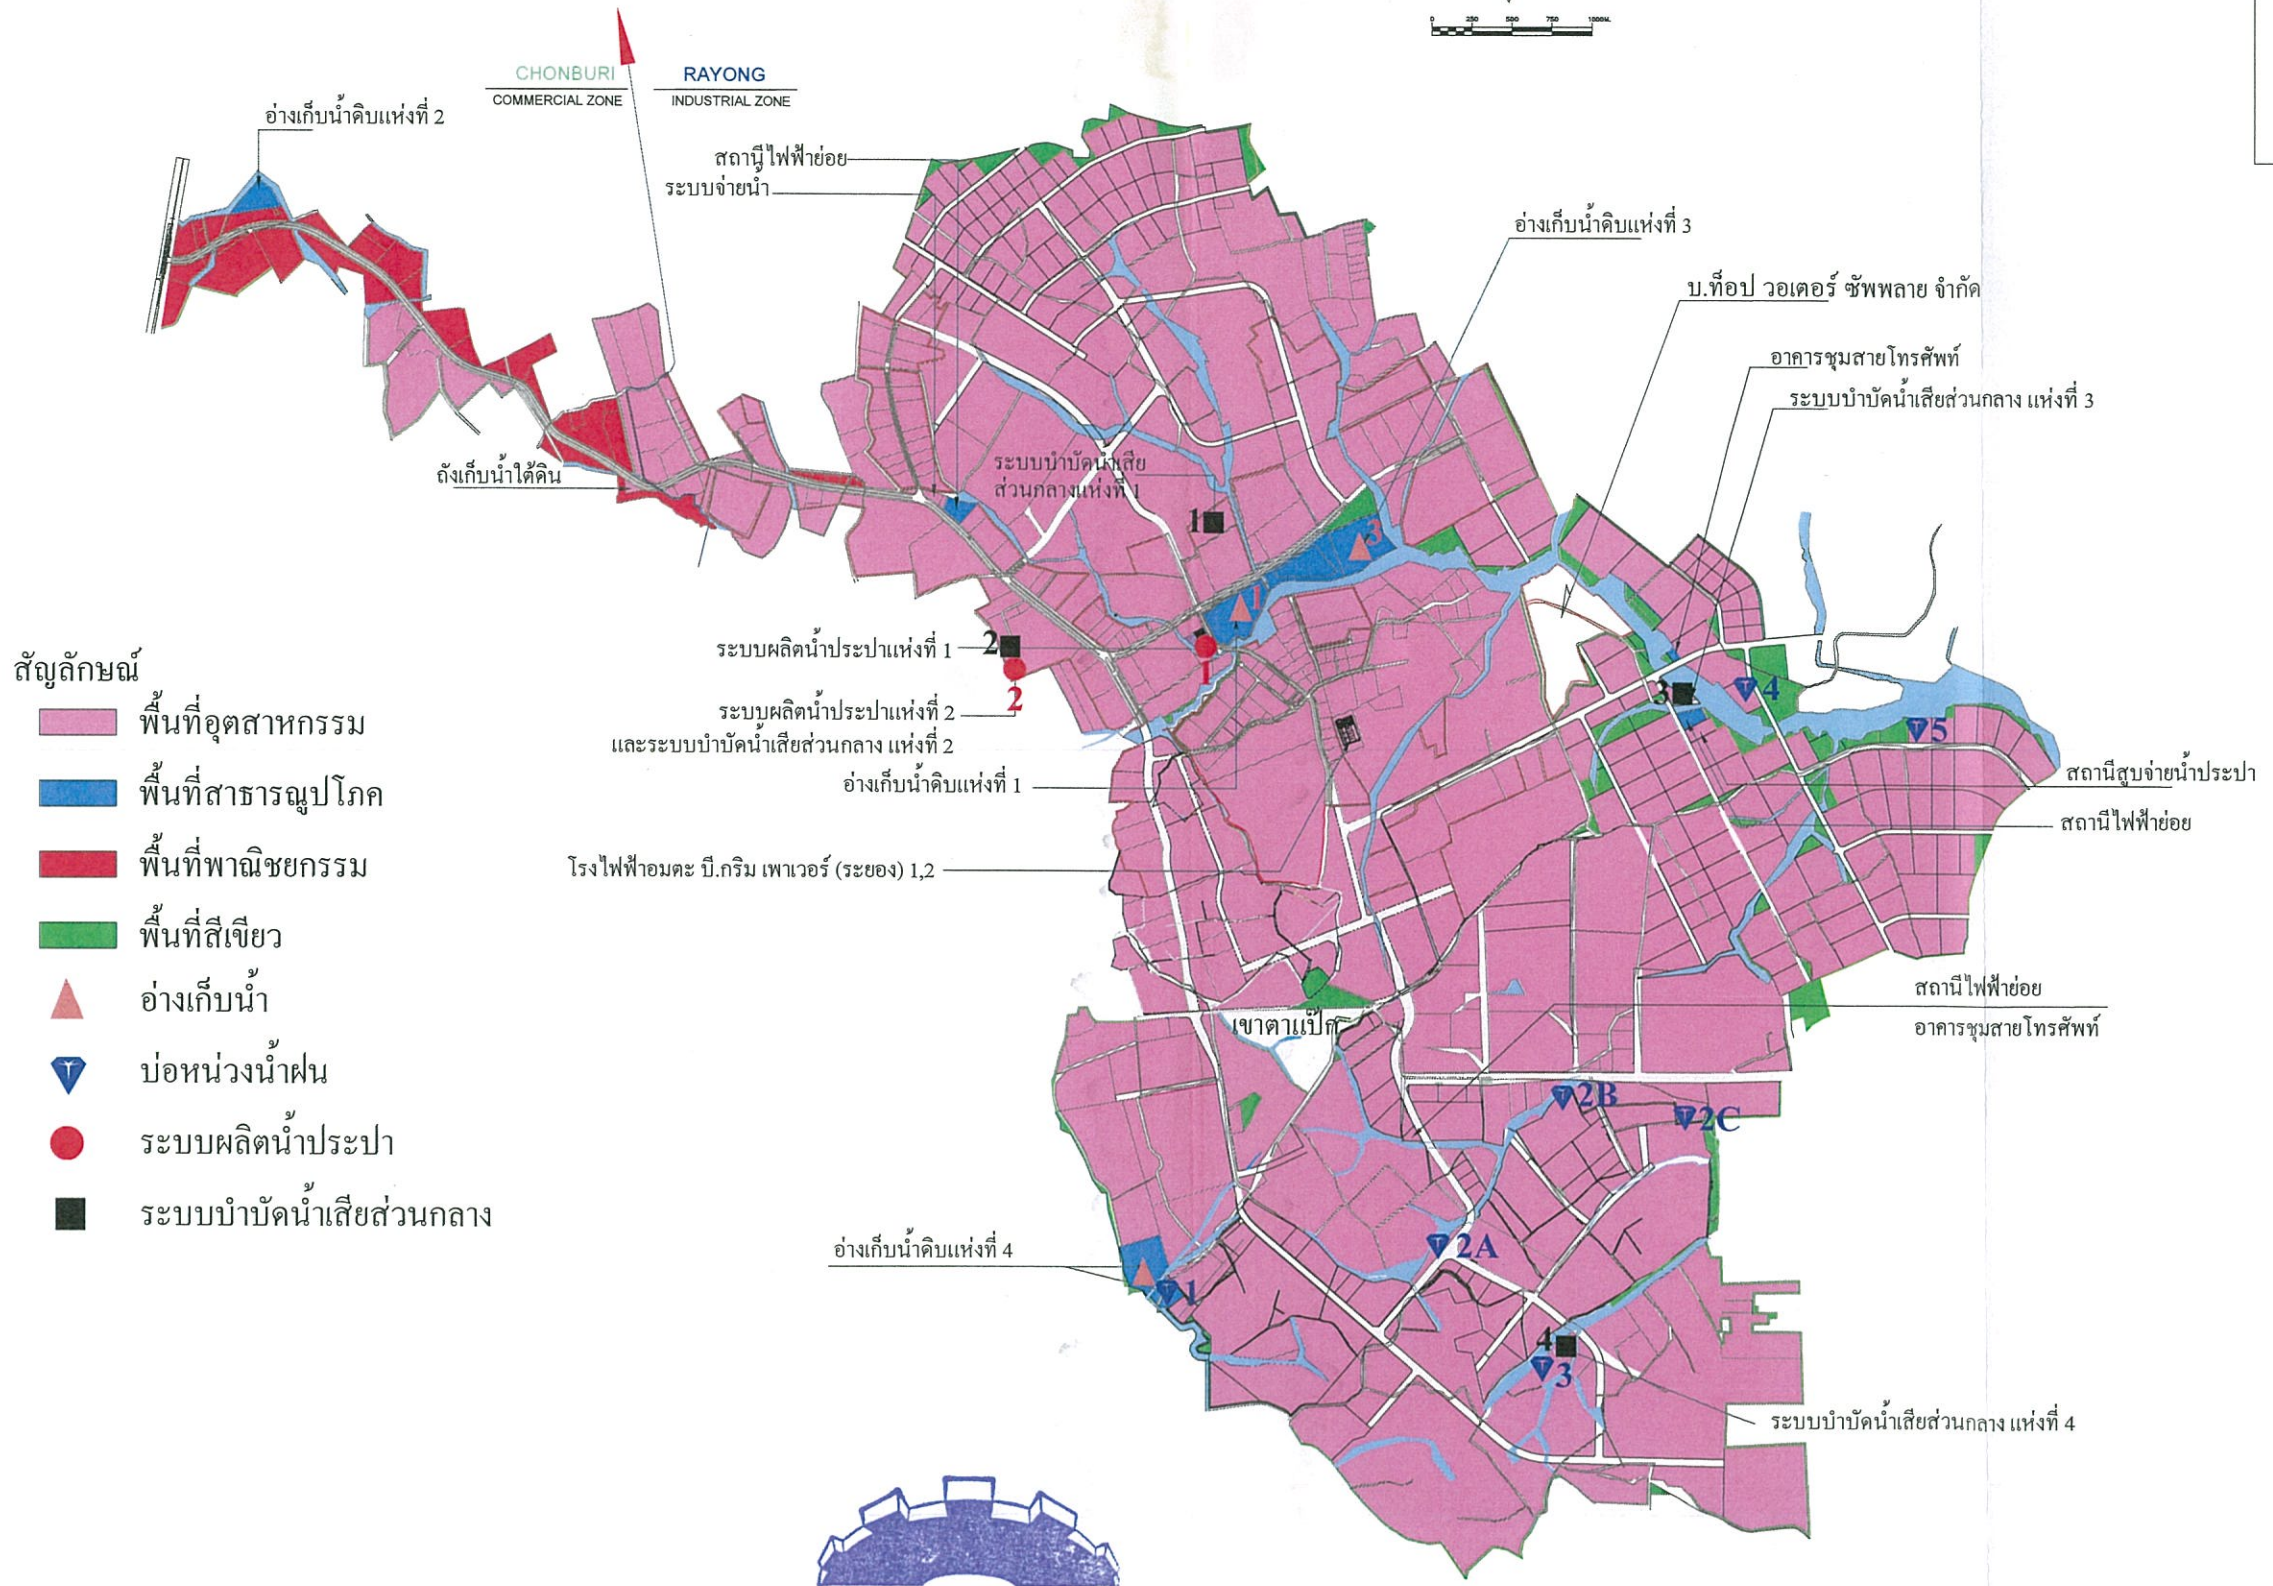 0 250 500 750 1000M.
CHONBURI
COMMERCIAL ZONE
RAYONG
INDUSTRIAL ZONE
อ่างเก็บน้ำดิบแห่งที่ 2
สถานีไฟฟ้าย่อย
ระบบจ่ายน้ำ
อ่างเก็บน้ำดิบแห่งที่ 3
บ.ท็อป วอเตอร์ ซัพพลาย จำกัด
อาคารชุมสายโทรศัพท์
ระบบบำบัดน้ำเสียส่วนกลาง แห่งที่ 3
ถังเก็บน้ำใต้ดิน
ระบบบำบัดน้ำเสีย
ส่วนกลางแห่งที่ 1
1
3
1
2
ระบบผลิตน้ำประปาแห่งที่ 1
1
2
3
4
5
ระบบผลิตน้ำประปาแห่งที่ 2
และระบบบำบัดน้ำเสียส่วนกลาง แห่งที่ 2
อ่างเก็บน้ำดิบแห่งที่ 1
สถานีสูบจ่ายน้ำประปา
สถานีไฟฟ้าย่อย
โรงไฟฟ้าอมตะ บี.กริม เพาเวอร์ (ระยอง) 1,2
สถานีไฟฟ้าย่อย
อาคารชุมสายโทรศัพท์
เขาตาแป๊ก
2B
2C
2A
อ่างเก็บน้ำดิบแห่งที่ 4
1
4
3
ระบบบำบัดน้ำเสียส่วนกลาง แห่งที่ 4
สัญลักษณ์
พื้นที่อุตสาหกรรม
พื้นที่สาธารณูปโภค
พื้นที่พาณิชยกรรม
พื้นที่สีเขียว
อ่างเก็บน้ำ
บ่อหน่วงน้ำฝน
ระบบผลิตน้ำประปา
ระบบบำบัดน้ำเสียส่วนกลาง